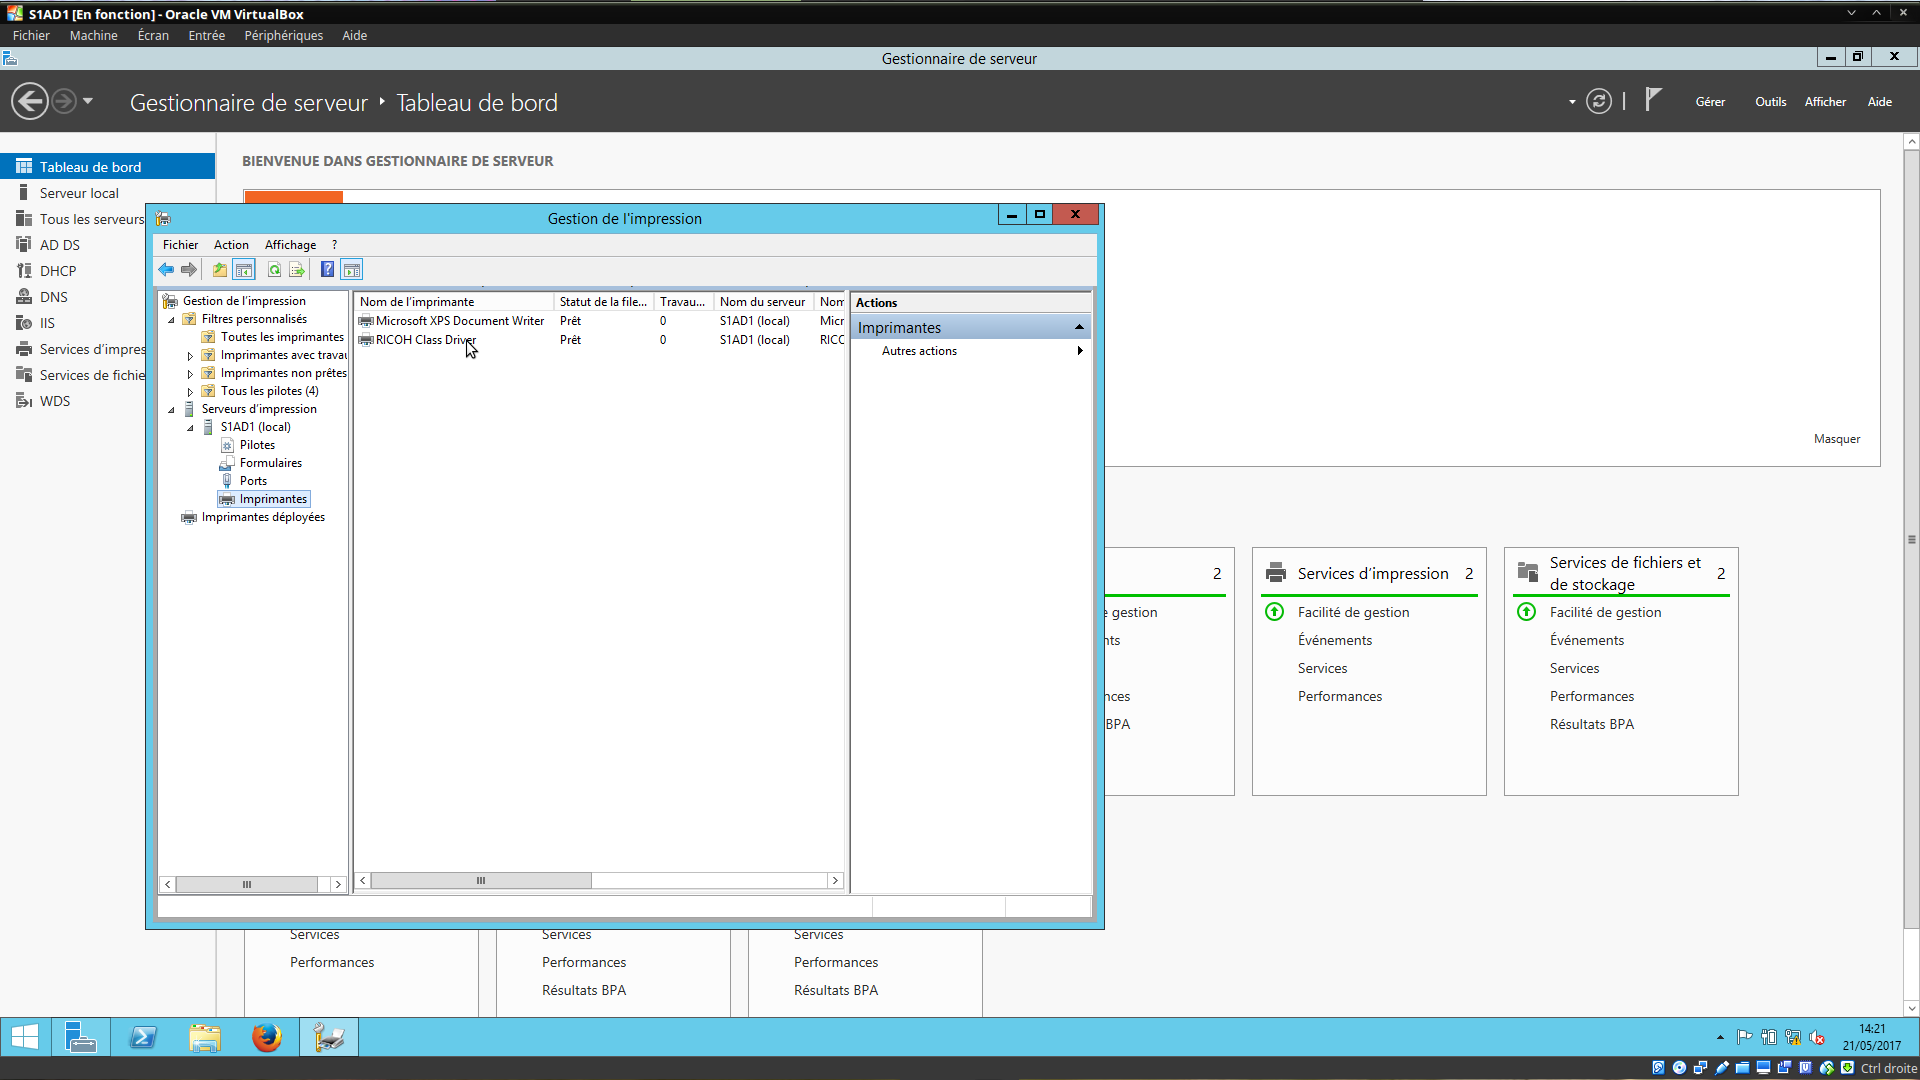 S1AD1 [En fonction] - Oracle VM VirtualBox
Fichier Machine Écran Entrée Périphériques Aide
Gestionnaire de serveur
Gestionnaire de serveur Tableau de bord
Gérer Outils Afficher Aide
Tableau de bord
Serveur local
Tous les serveurs
AD DS
DHCP
DNS
IIS
Services d'impres
Services de fichie
WDS
BIENVENUE DANS GESTIONNAIRE DE SERVEUR
Masquer
Gestion de l'impression
Fichier Action Affichage ?
Gestion de l'impression
Filtres personnalisés
Toutes les imprimantes
Imprimantes avec travau
Imprimantes non prêtes
Tous les pilotes (4)
Serveurs d'impression
S1AD1 (local)
Pilotes
Formulaires
Ports
Imprimantes
Imprimantes déployées
Nom de l'imprimante Statut de la file... Travau... Nom du serveur Nom
Microsoft XPS Document Writer Prêt 0 S1AD1 (local) Micr
RICOH Class Driver Prêt 0 S1AD1 (local) RICO
Actions
Imprimantes
Autres actions
2
gestion
nts
nces
BPA
Services d'impression 2
Facilité de gestion
Événements
Services
Performances
Services de fichiers et de stockage 2
Facilité de gestion
Événements
Services
Performances
Résultats BPA
Services
Performances
Services
Performances
Résultats BPA
Services
Performances
Résultats BPA
14:21
21/05/2017
Ctrl droite